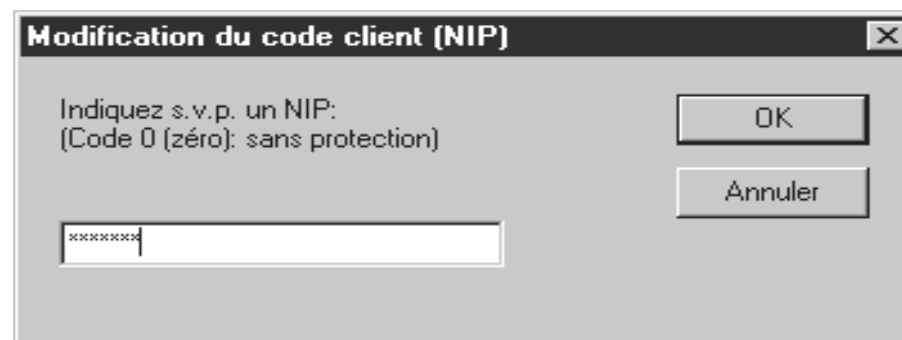 Modification du code client (NIP)
Indiquez s.v.p. un NIP:
(Code 0 (zéro): sans protection)
OK
Annuler
*******